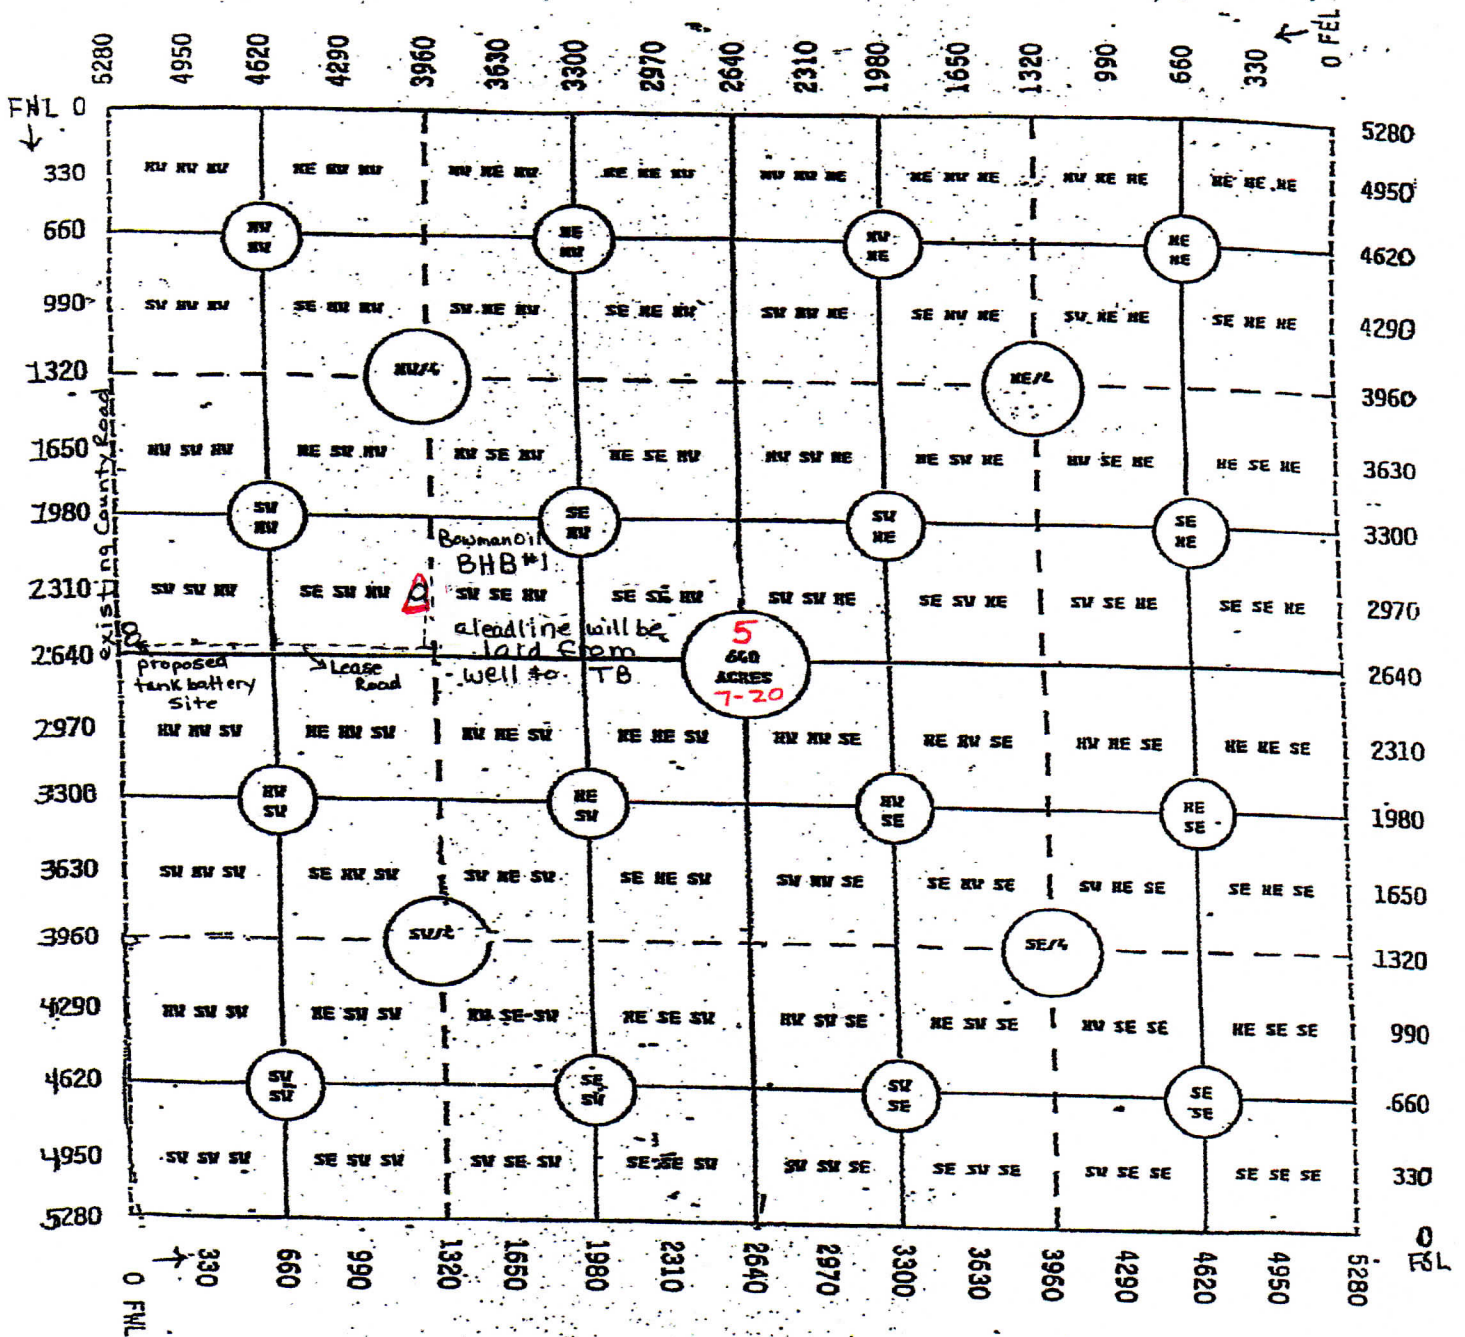 5280 4950 4620 4290 3960 3630 3300 2970 2640 2310 1980 1650 1320 990 660 330 0 FEL
FNL 0
5280
330 NW NW NW NE NW NW NW NE NW NE NE NW NW NW NE NE NW NE NW NE NE NE NE NE 4950
660 NW NW NE NW NW NE NE NE 4620
990 SW NW NW SE NW NW SW NE NW SE NE NW SW NW NE SE NW NE SW NE NE SE NE NE 4290
1320 NW/4 NE/4 3960
existing County Road
1650 NW SW NW NE SW NW NW SE NW NE SE NW NW SW NE NE SW NE NW SE NE NE SE NE 3630
1980 SW NW SE NW SW NE SE NE 3300
Bowman Oil
BHB #1
2310 SW SW NW SE SW NW SW SE NW SE SE NW SW SW NE SE SW NE SW SE NE SE SE NE 2970
a leadline will be
laid from
well to TB
2640 5 640 ACRES 7-20 2640
proposed
tank battery
site
Lease
Road
2970 NW NW SW NE NW SW NW NE SW NE NE SW NW NW SE NE NW SE NW NE SE NE NE SE 2310
3300 NW SW NE SW NW SE NE SE 1980
3630 SW NW SW SE NW SW SW NE SW SE NE SW SW NW SE SE NW SE SW NE SE SE NE SE 1650
3960 SW/4 SE/4 1320
4290 NW SW SW NE SW SW NW SE SW NE SE SW NW SW SE NE SW SE NW SE SE NE SE SE 990
4620 SW SW SE SW SW SE SE SE 660
4950 SW SW SW SE SW SW SW SE SW SE SE SW SW SW SE SE SW SE SW SE SE SE SE SE 330
5280 0
FSL
0 330 660 990 1320 1650 1980 2310 2640 2970 3300 3630 3960 4290 4620 4950 5280
FWL